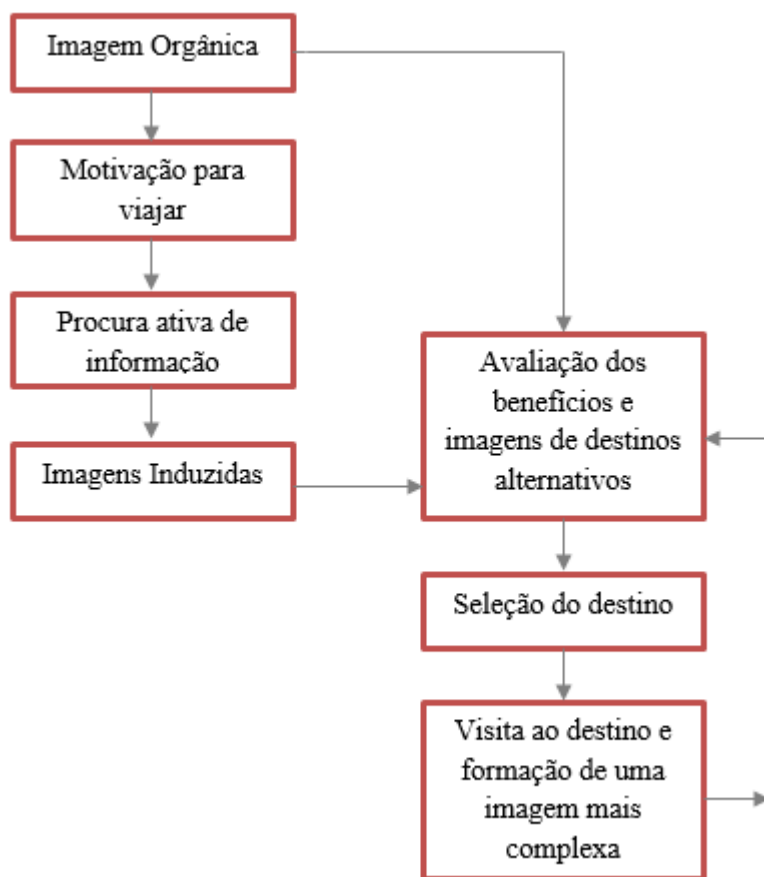 Imagem Orgânica
Motivação para
viajar
Procura ativa de
informação
Imagens Induzidas
Avaliação dos
benefícios e
imagens de destinos
alternativos
Seleção do destino
Visita ao destino e
formação de uma
imagem mais
complexa